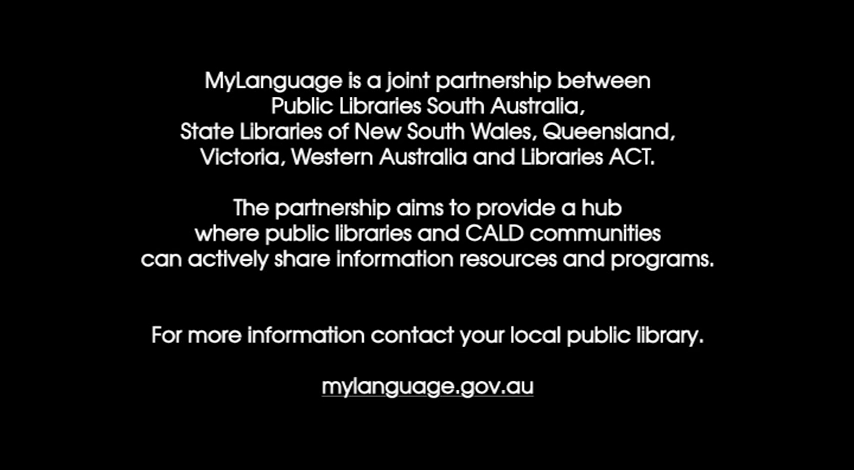 MyLanguage is a joint partnership between
Public Libraries South Australia,
State Libraries of New South Wales, Queensland,
Victoria, Western Australia and Libraries ACT.
The partnership aims to provide a hub
where public libraries and CALD communities
can actively share information resources and programs.
For more information contact your local public library.
mylanguage.gov.au